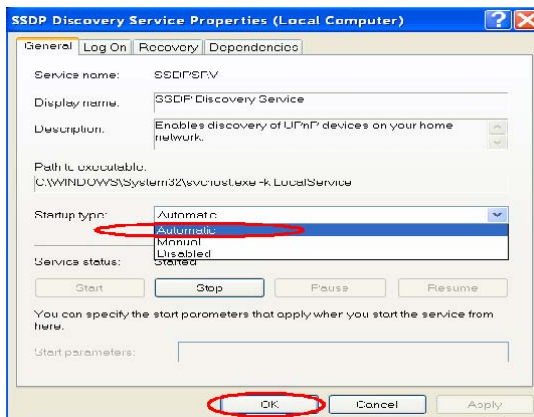 SSDP Discovery Service Properties (Local Computer)
General Log On Recovery Dependencies
Service name: SSDPSRV
Display name: SSDP Discovery Service
Description: Enables discovery of UPnP devices on your home
network.
Path to executable:
C:\WINDOWS\System32\svchost.exe -k LocalService
Startup type: Automatic
Automatic
Manual
Disabled
Service status: Started
Start Stop Pause Resume
You can specify the start parameters that apply when you start the service from
here.
Start parameters:
OK Cancel Apply